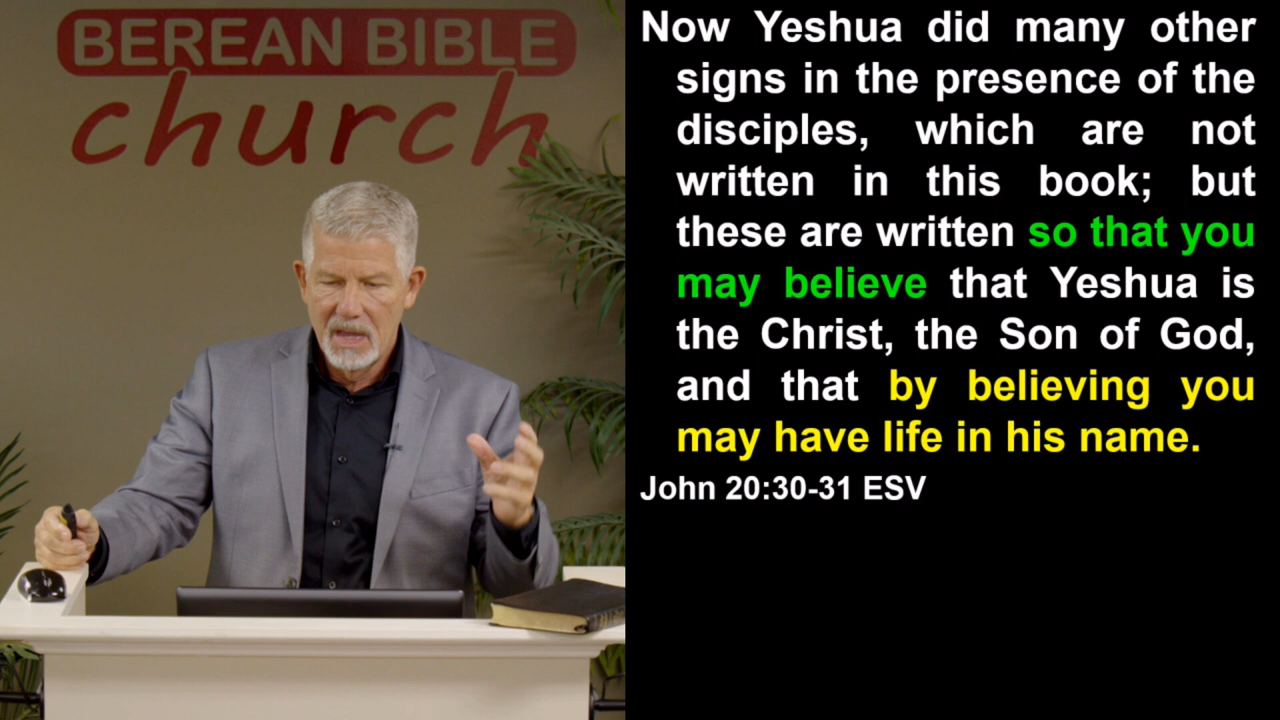 BEREAN BIBLE
church
Now Yeshua did many other
signs in the presence of the
disciples, which are not
written in this book; but
these are written so that you
may believe that Yeshua is
the Christ, the Son of God,
and that by believing you
may have life in his name.
John 20:30-31 ESV